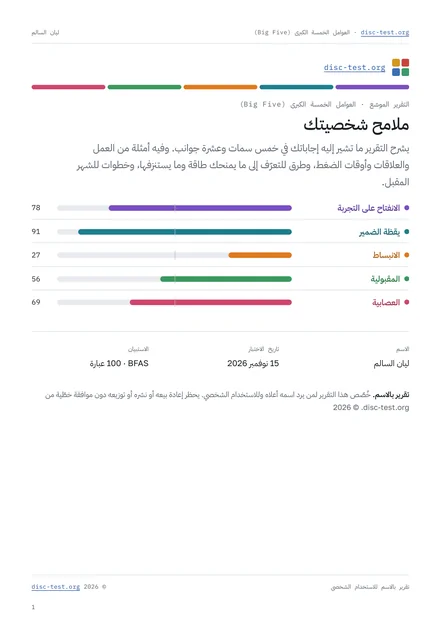 disc-test.org · العوامل الخمسة الكبرى (Big Five)
ليان السالم
disc-test.org
التقرير الموسّع · العوامل الخمسة الكبرى (Big Five)
ملامح شخصيتك
يشرح التقرير ما تشير إليه إجاباتك في خمس سمات وعشرة جوانب. وفيه أمثلة من العمل
والعلاقات وأوقات الضغط، وطرق للتعرّف إلى ما يمنحك طاقة وما يستنزفها، وخطوات للشهر
المقبل.
الانفتاح على التجربة 78
يقظة الضمير 91
الانبساط 27
المقبولية 56
العصابية 69
الاسم
ليان السالم
تاريخ الاختبار
15 نوفمبر 2026
الاستبيان
BFAS · 100 عبارة
تقرير بالاسم. خُصّص هذا التقرير لمن يرد اسمه أعلاه وللاستخدام الشخصي. يحظر إعادة بيعه أو نشره أو توزيعه دون موافقة خطّية من
disc-test.org. © 2026
تقرير بالاسم للاستخدام الشخصي
disc-test.org 2026 ©
1